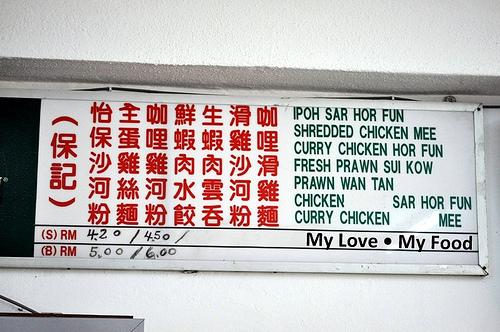 （保記）
怡保沙河粉
全蛋雞絲麵
咖哩雞河粉
鮮蝦肉水餃
生蝦肉雲吞
滑雞沙河粉
咖哩滑雞麵
IPOH SAR HOR FUN
SHREDDED CHICKEN MEE
CURRY CHICKEN HOR FUN
FRESH PRAWN SUI KOW
PRAWN WAN TAN
CHICKEN SAR HOR FUN
CURRY CHICKEN MEE
(S) RM 4.20 / 4.50 /
(B) RM 5.00 / 6.00
My Love • My Food